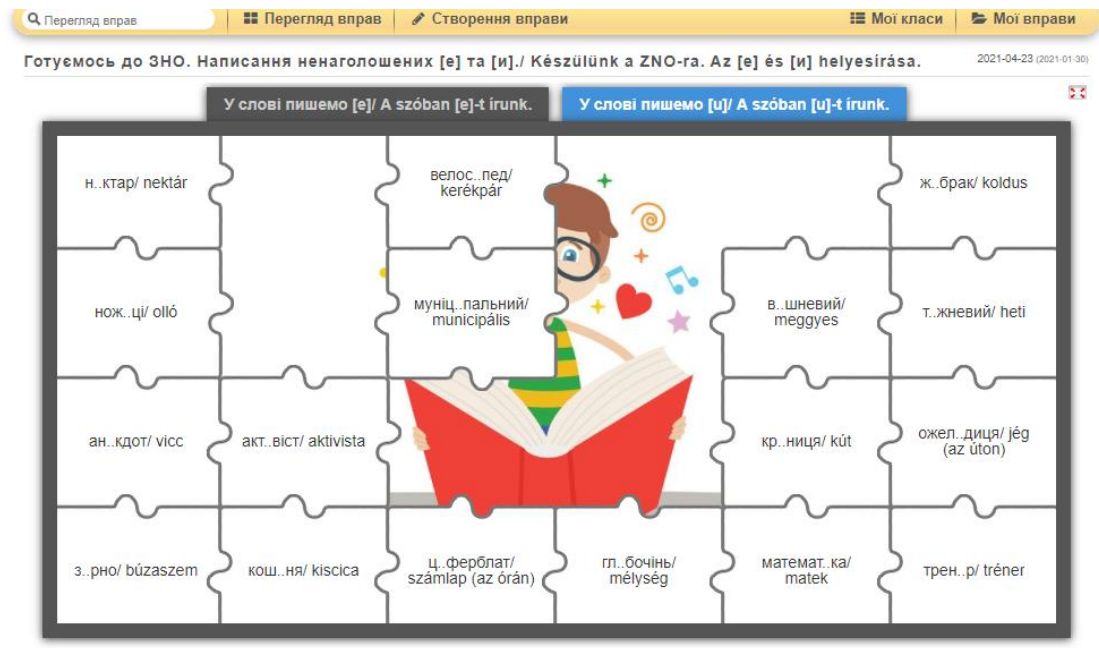 Перегляд вправ
Перегляд вправ
Створення вправи
Мої класи
Мої вправи
Готуємось до ЗНО. Написання ненаголошених [е] та [и]./ Készülünk a ZNO-ra. Az [е] és [и] helyesírása.
2021-04-23 (2021-01-30)
У слові пишемо [е]/ A szóban [e]-t írunk.
У слові пишемо [u]/ A szóban [u]-t írunk.
н..ктар/ nektár
велос..пед/
kerékpár
ж..брак/ koldus
нож..ці/ olló
муніц..пальний/
municipális
в..шневий/
meggyes
т..жневий/ heti
ан..кдот/ vicc
акт..віст/ aktivista
кр..ниця/ kút
ожел..диця/ jég
(az úton)
з..рно/ búzaszem
кош..ня/ kiscica
ц..ферблат/
számlap (az órán)
гл..бочінь/
mélység
математ..ка/
matek
трен..р/ tréner